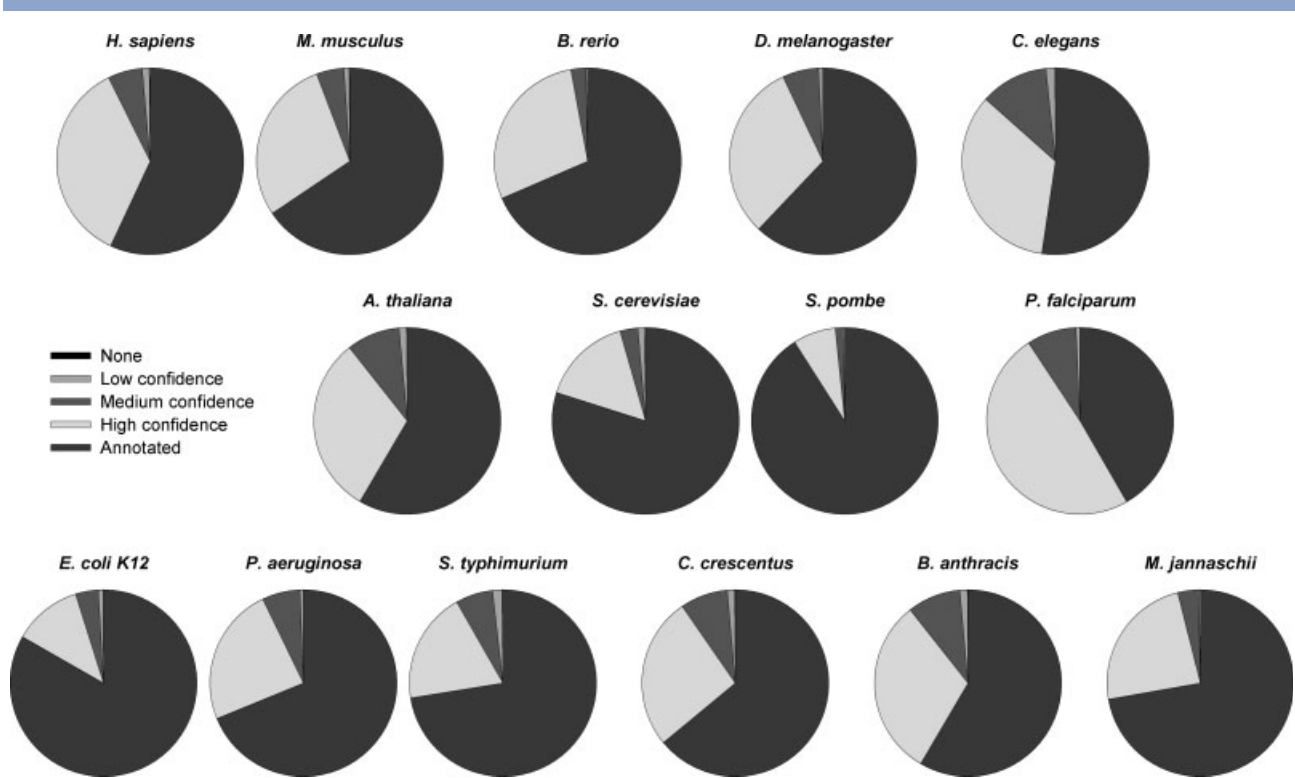 H. sapiens M. musculus B. rerio D. melanogaster C. elegans
A. thaliana S. cerevisiae S. pombe P. falciparum
None
Low confidence
Medium confidence
High confidence
Annotated
E. coli K12 P. aeruginosa S. typhimurium C. crescentus B. anthracis M. jannaschii